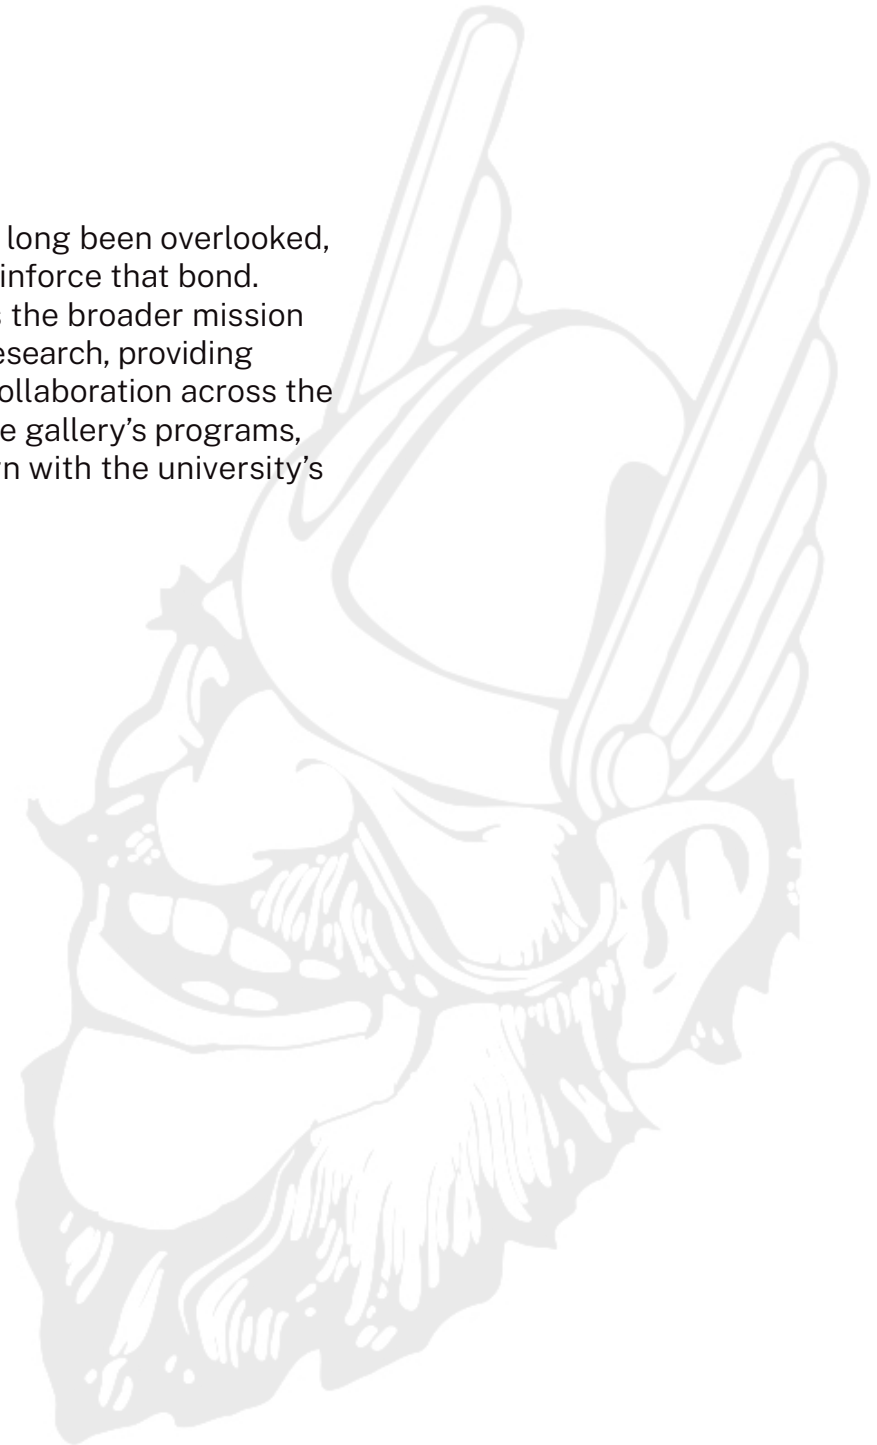 long been overlooked,
inforce that bond.
s the broader mission
esearch, providing
ollaboration across the
e gallery’s programs,
n with the university’s